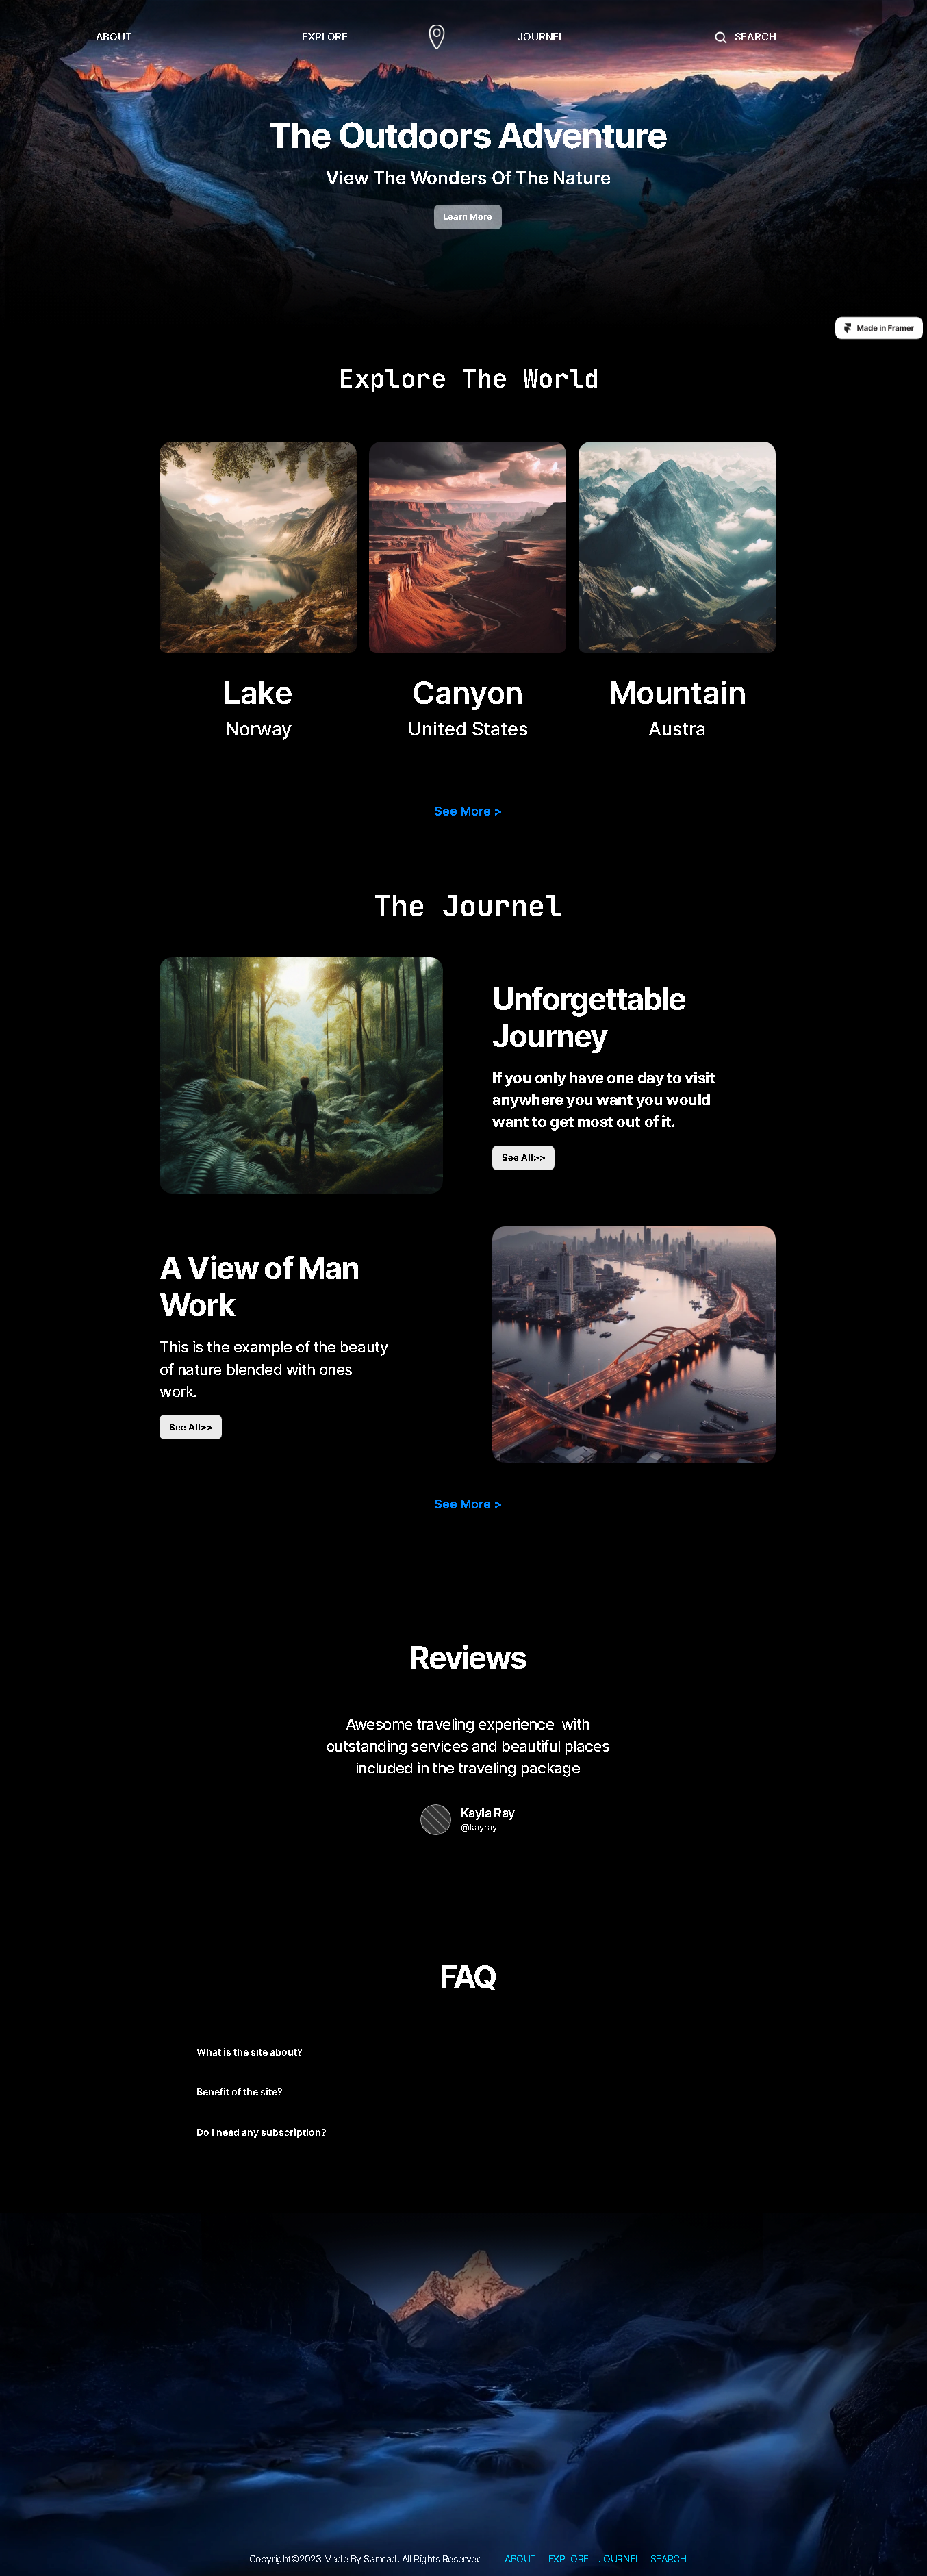 ABOUT
EXPLORE
JOURNEL
SEARCH
The Outdoors Adventure
View The Wonders Of The Nature
Learn More
Made in Framer
Explore The World
Lake
Norway
Canyon
United States
Mountain
Austra
See More >
The Journel
Unforgettable
Journey
If you only have one day to visit
anywhere you want you would
want to get most out of it.
See All>>
A View of Man
Work
This is the example of the beauty
of nature blended with ones
work.
See All>>
See More >
Reviews
Awesome traveling experience  with
outstanding services and beautiful places
included in the traveling package
Kayla Ray
@kayray
FAQ
What is the site about?
Benefit of the site?
Do I need any subscription?
Copyright©2023 Made By Samad. All Rights Reserved | ABOUT EXPLORE JOURNEL SEARCH